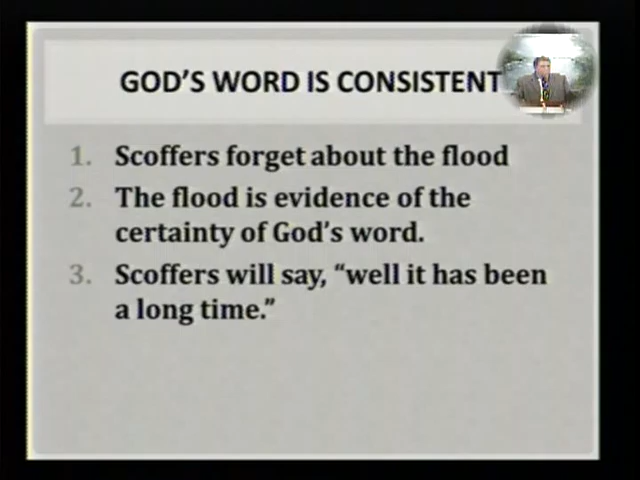 GOD'S WORD IS CONSISTENT
1. Scoffers forget about the flood
2. The flood is evidence of the
certainty of God's word.
3. Scoffers will say, “well it has been
a long time.”